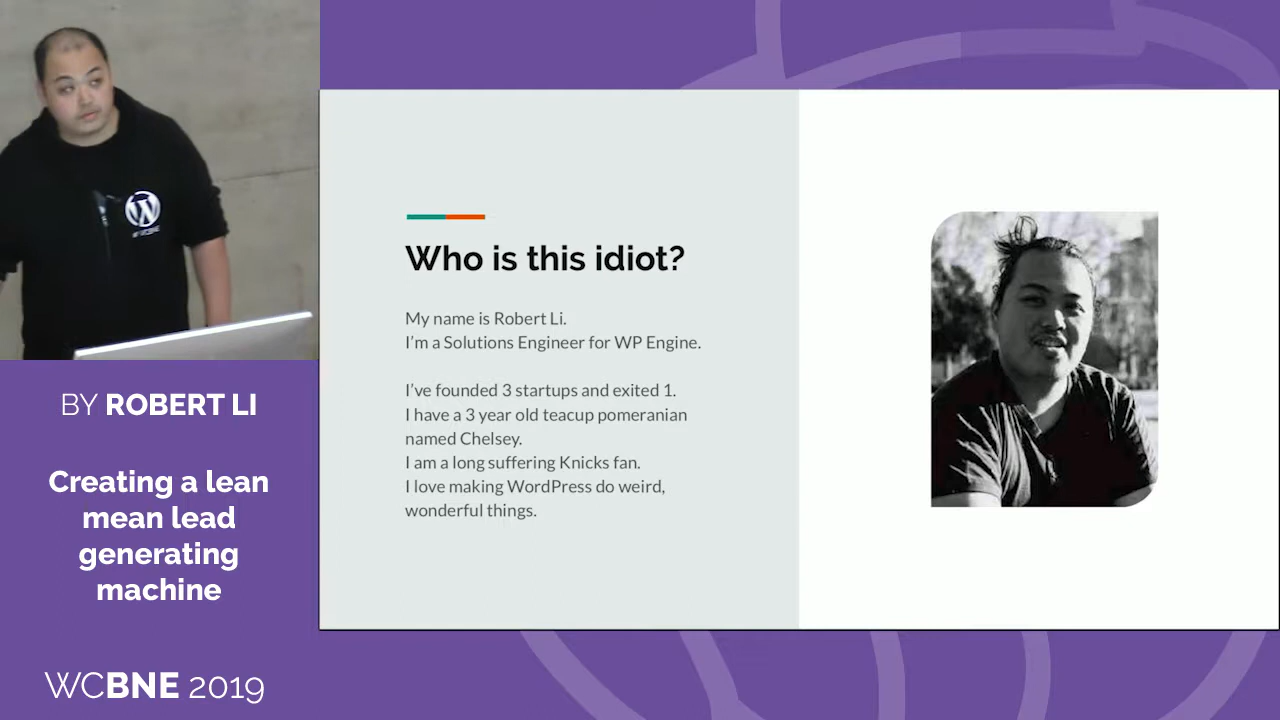 WCBNE
BY ROBERT LI
Creating a lean
mean lead
generating
machine
WCBNE 2019
Who is this idiot?
My name is Robert Li.
I'm a Solutions Engineer for WP Engine.
I've founded 3 startups and exited 1.
I have a 3 year old teacup pomeranian
named Chelsey.
I am a long suffering Knicks fan.
I love making WordPress do weird,
wonderful things.